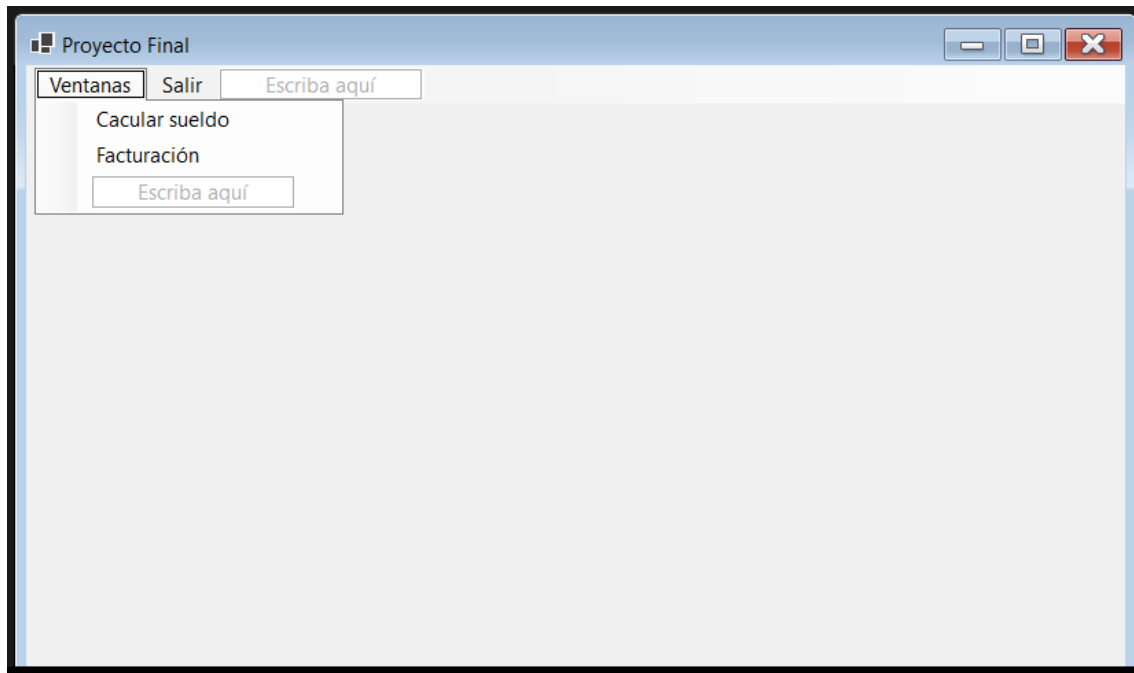 Proyecto Final
Ventanas Salir Escriba aquí
Cacular sueldo
Facturación
Escriba aquí